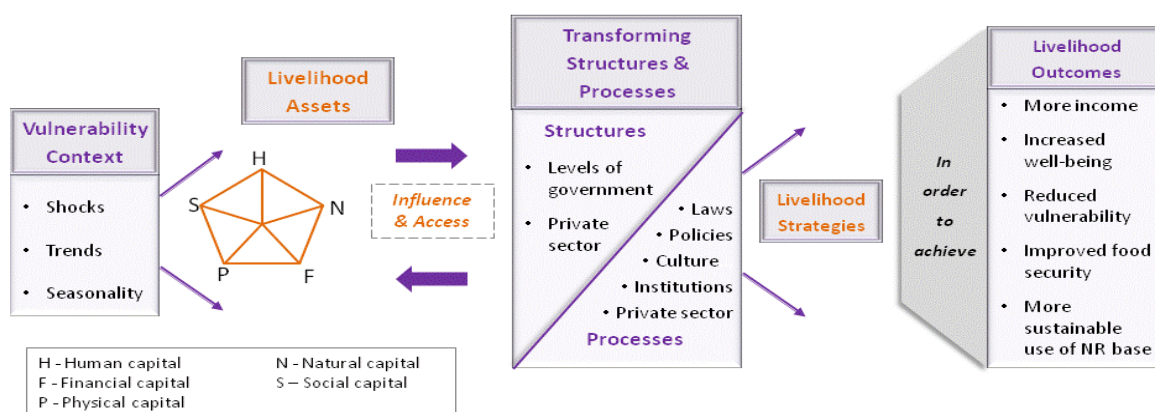 Vulnerability
Context
• Shocks
• Trends
• Seasonality
Livelihood
Assets
H
S
N
P
F
Influence
& Access
Transforming
Structures &
Processes
Structures
• Levels of
government
• Private
sector
• Laws
• Policies
• Culture
• Institutions
• Private sector
Processes
Livelihood
Strategies
In
order
to
achieve
Livelihood
Outcomes
• More income
• Increased
well-being
• Reduced
vulnerability
• Improved food
security
• More
sustainable
use of NR base
H - Human capital
N - Natural capital
F - Financial capital
S – Social capital
P - Physical capital